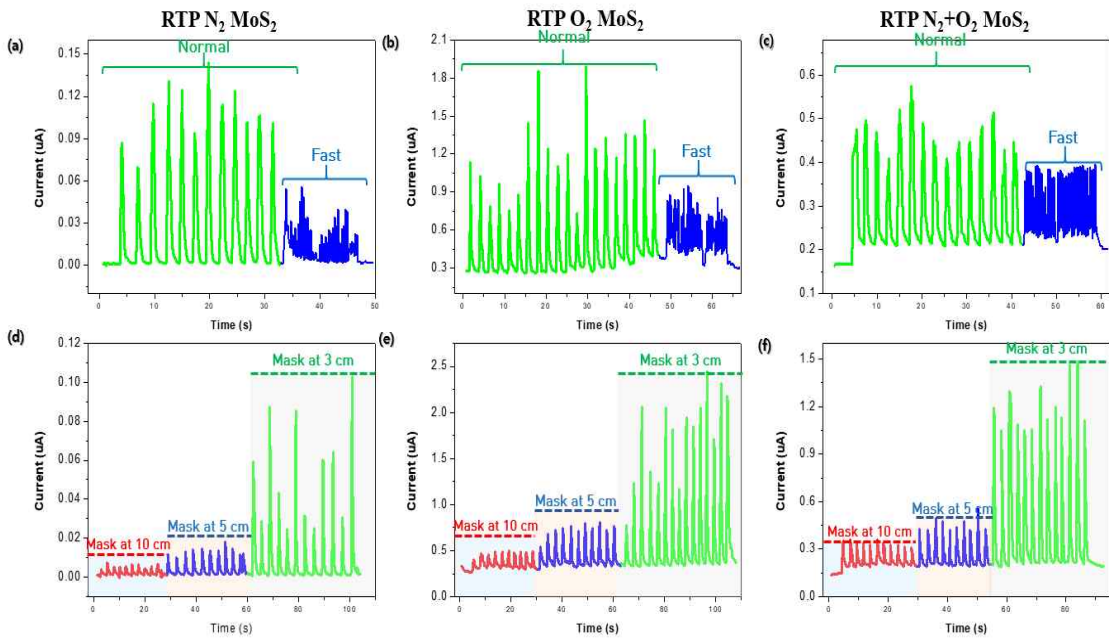 RTP N₂ MoS₂
RTP O₂ MoS₂
RTP N₂+O₂ MoS₂
(a)
Normal
Fast
0.15
0.12
0.09
0.06
0.03
0.00
Current (uA)
0 10 20 30 40 50
Time (s)
(b)
Normal
Fast
2.1
1.8
1.5
1.2
0.9
0.6
0.3
Current (uA)
0 10 20 30 40 50 60
Time (s)
(c)
Normal
Fast
0.6
0.5
0.4
0.3
0.2
0.1
Current (uA)
0 10 20 30 40 50 60
Time (s)
(d)
Mask at 3 cm
Mask at 5 cm
Mask at 10 cm
0.12
0.10
0.08
0.06
0.04
0.02
0.00
Current (uA)
0 20 40 60 80 100
Time (s)
(e)
Mask at 3 cm
Mask at 5 cm
Mask at 10 cm
2.5
2.0
1.5
1.0
0.5
0.0
Current (uA)
0 20 40 60 80 100
Time (s)
(f)
Mask at 3 cm
Mask at 5 cm
Mask at 10 cm
1.5
1.2
0.9
0.6
0.3
0.0
Current (uA)
0 20 40 60 80
Time (s)